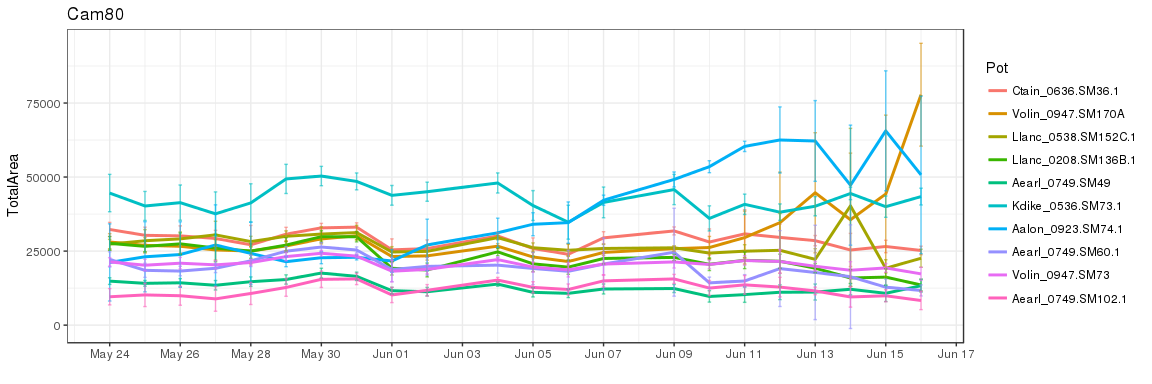 Cam80
TotalArea
75000
50000
25000
0
May 24
May 26
May 28
May 30
Jun 01
Jun 03
Jun 05
Jun 07
Jun 09
Jun 11
Jun 13
Jun 15
Jun 17
Pot
Ctain_0636.SM36.1
Volin_0947.SM170A
Llanc_0538.SM152C.1
Llanc_0208.SM136B.1
Aearl_0749.SM49
Kdike_0536.SM73.1
Aalon_0923.SM74.1
Aearl_0749.SM60.1
Volin_0947.SM73
Aearl_0749.SM102.1